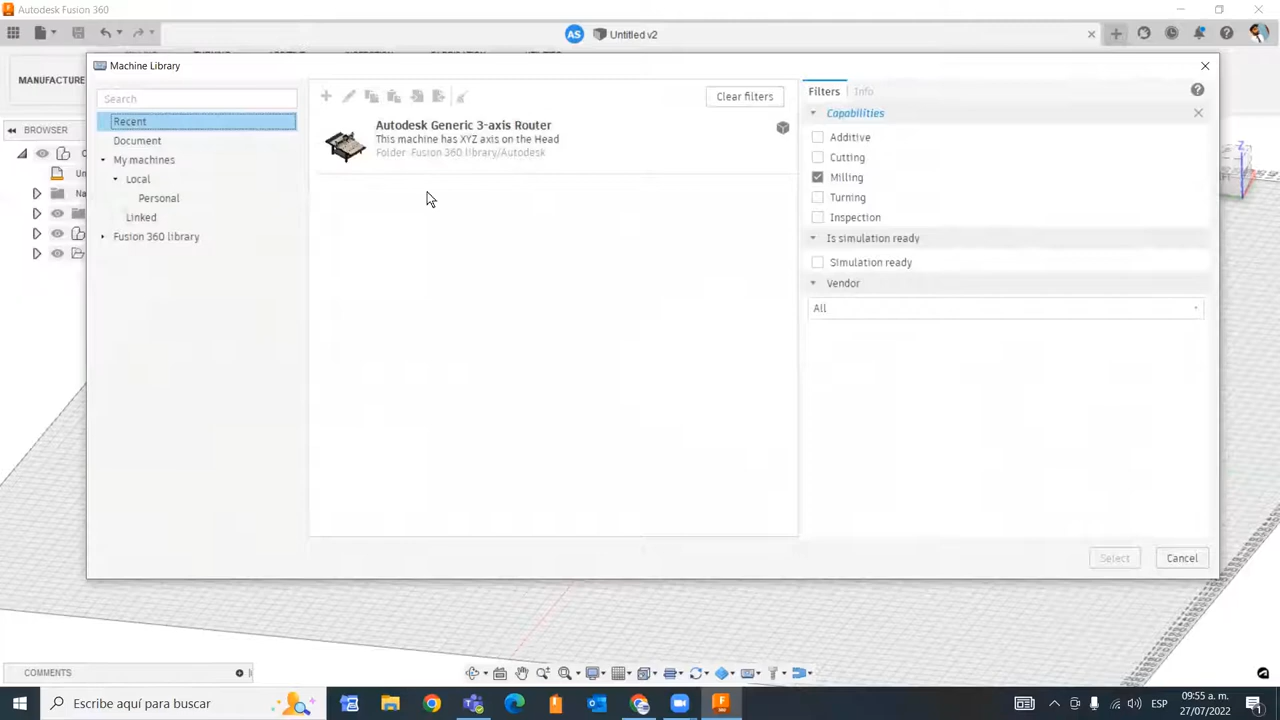 Autodesk Fusion 360
AS Untitled v2
MANUFACTURE
Machine Library
Search
Clear filters
Filters Info
Recent
Document
My machines
Local
Personal
Linked
Fusion 360 library
Autodesk Generic 3-axis Router
This machine has XYZ axis on the Head
Folder Fusion 360 library/Autodesk
Capabilities
Additive
Cutting
Milling
Turning
Inspection
Is simulation ready
Simulation ready
Vendor
All
Select Cancel
BROWSER
Un
Na
Z
COMMENTS
Escribe aquí para buscar
ESP
09:55 a. m.
27/07/2022